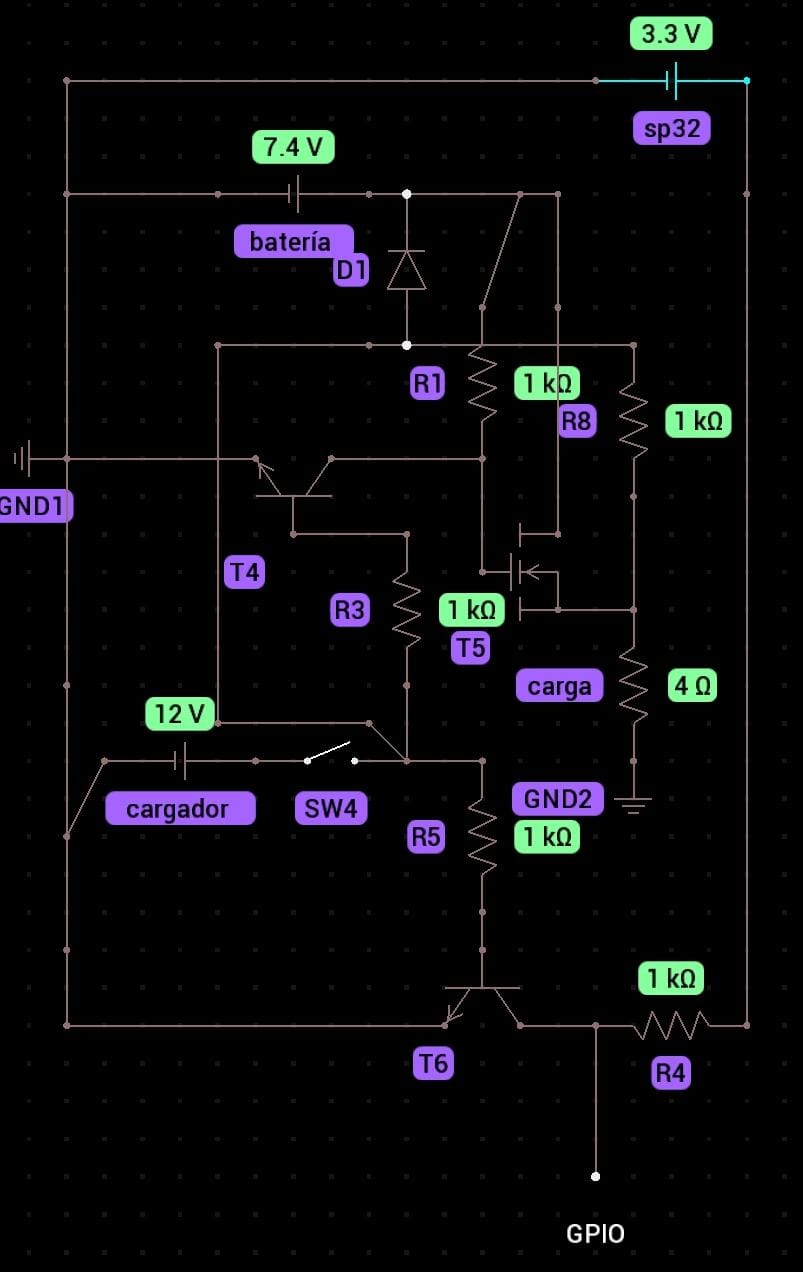 3.3 V
sp32
7.4 V
batería
D1
R1
1 kΩ
R8
1 kΩ
GND1
T4
R3
1 kΩ
T5
carga
4 Ω
12 V
cargador
SW4
GND2
R5
1 kΩ
1 kΩ
T6
R4
GPIO